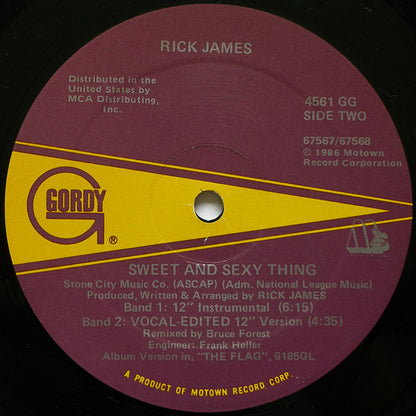 RICK JAMES
Distributed in the
United States by
MCA Distributing,
Inc.
4561 GG
SIDE TWO
67567/67568
℗ 1986 Motown
Record Corporation
GORDY
G
®
SWEET AND SEXY THING
Stone City Music Co. (ASCAP) (Adm. National League Music)
Produced, Written & Arranged by RICK JAMES
Band 1: 12" Instrumental (6:15)
Band 2: VOCAL-EDITED 12" Version (4:35)
Remixed by Bruce Forest
Engineer: Frank Heller
Album Version in, "THE FLAG", 6185GL
A PRODUCT OF MOTOWN RECORD CORP.